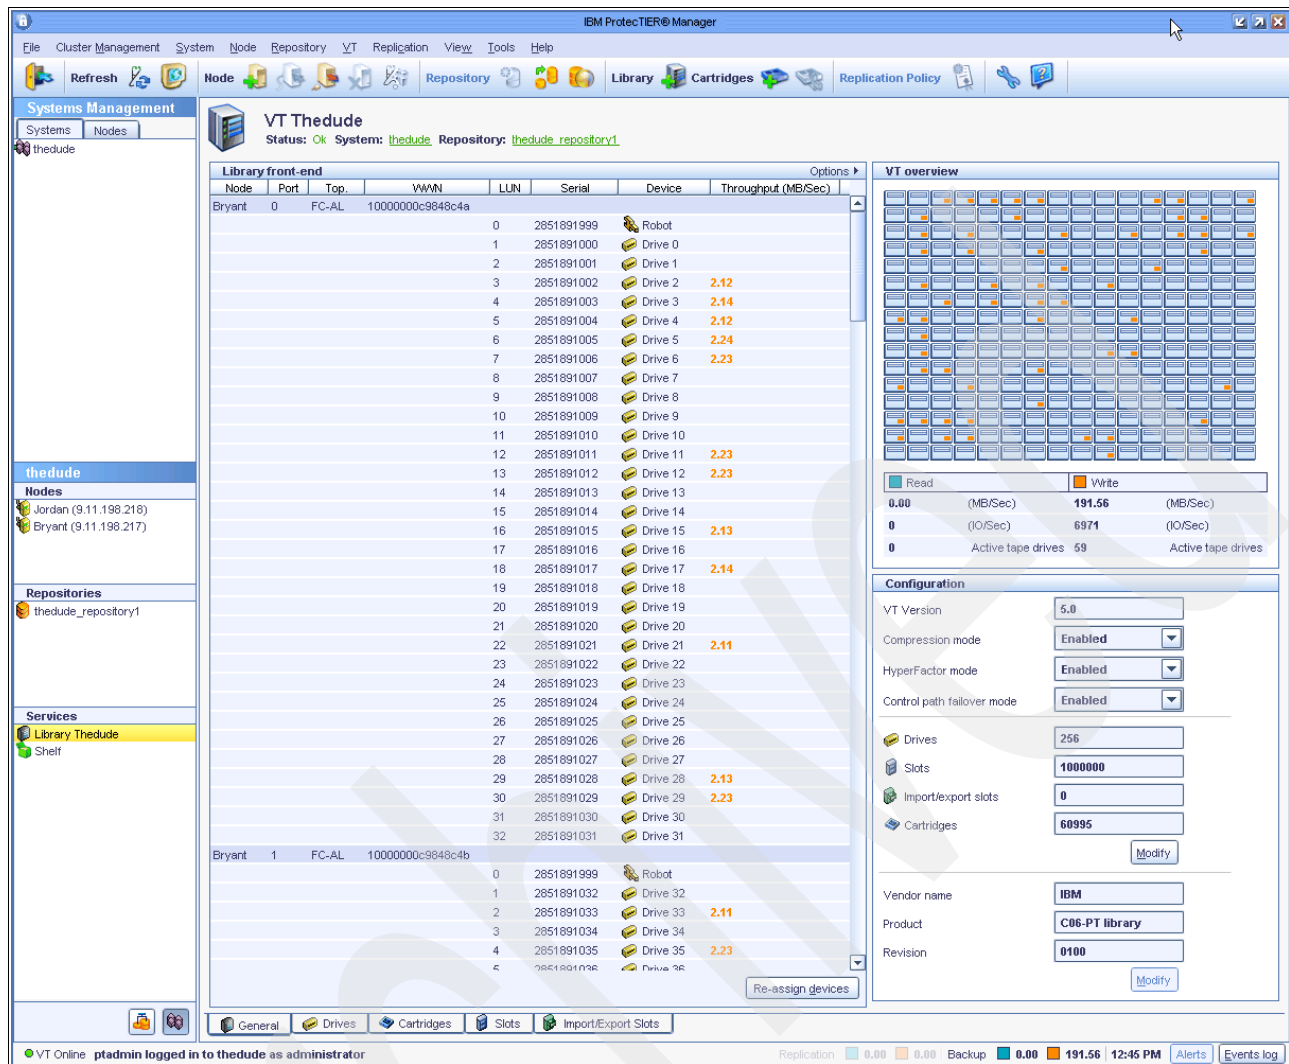 IBM ProtecTIER® Manager
File Cluster Management System Node Repository VT Replication View Tools Help
Refresh Node Repository Library Cartridges Replication Policy
Systems Management
Systems Nodes
thedude
thedude
Nodes
Jordan (9.11.198.218)
Bryant (9.11.198.217)
Repositories
thedude_repository1
Services
Library Thedude
Shelf
VT Thedude
Status: Ok System: thedude Repository: thedude_repository1
Library front-end Options
Node Port Top. WWN LUN Serial Device Throughput (MB/Sec)
Bryant 0 FC-AL 10000000c9848c4a
0 2851891999 Robot
1 2851891000 Drive 0
2 2851891001 Drive 1
3 2851891002 Drive 2 2.12
4 2851891003 Drive 3 2.14
5 2851891004 Drive 4 2.12
6 2851891005 Drive 5 2.24
7 2851891006 Drive 6 2.23
8 2851891007 Drive 7
9 2851891008 Drive 8
10 2851891009 Drive 9
11 2851891010 Drive 10
12 2851891011 Drive 11 2.23
13 2851891012 Drive 12 2.23
14 2851891013 Drive 13
15 2851891014 Drive 14
16 2851891015 Drive 15 2.13
17 2851891016 Drive 16
18 2851891017 Drive 17 2.14
19 2851891018 Drive 18
20 2851891019 Drive 19
21 2851891020 Drive 20
22 2851891021 Drive 21 2.11
23 2851891022 Drive 22
24 2851891023 Drive 23
25 2851891024 Drive 24
26 2851891025 Drive 25
27 2851891026 Drive 26
28 2851891027 Drive 27
29 2851891028 Drive 28 2.13
30 2851891029 Drive 29 2.23
31 2851891030 Drive 30
32 2851891031 Drive 31
Bryant 1 FC-AL 10000000c9848c4b
0 2851891999 Robot
1 2851891032 Drive 32
2 2851891033 Drive 33 2.11
3 2851891034 Drive 34
4 2851891035 Drive 35 2.23
5 2851891036 Drive 36
Re-assign devices
General Drives Cartridges Slots Import/Export Slots
VT overview
Read Write
0.00 (MB/Sec) 191.56 (MB/Sec)
0 (IO/Sec) 6971 (IO/Sec)
0 Active tape drives 59 Active tape drives
Configuration
VT Version 5.0
Compression mode Enabled
HyperFactor mode Enabled
Control path failover mode Enabled
Drives 256
Slots 1000000
Import/export slots 0
Cartridges 60995
Modify
Vendor name IBM
Product C06-PT library
Revision 0100
Modify
VT Online ptadmin logged in to thedude as administrator
Replication 0.00 0.00 Backup 0.00 191.56 12:45 PM Alerts Events log